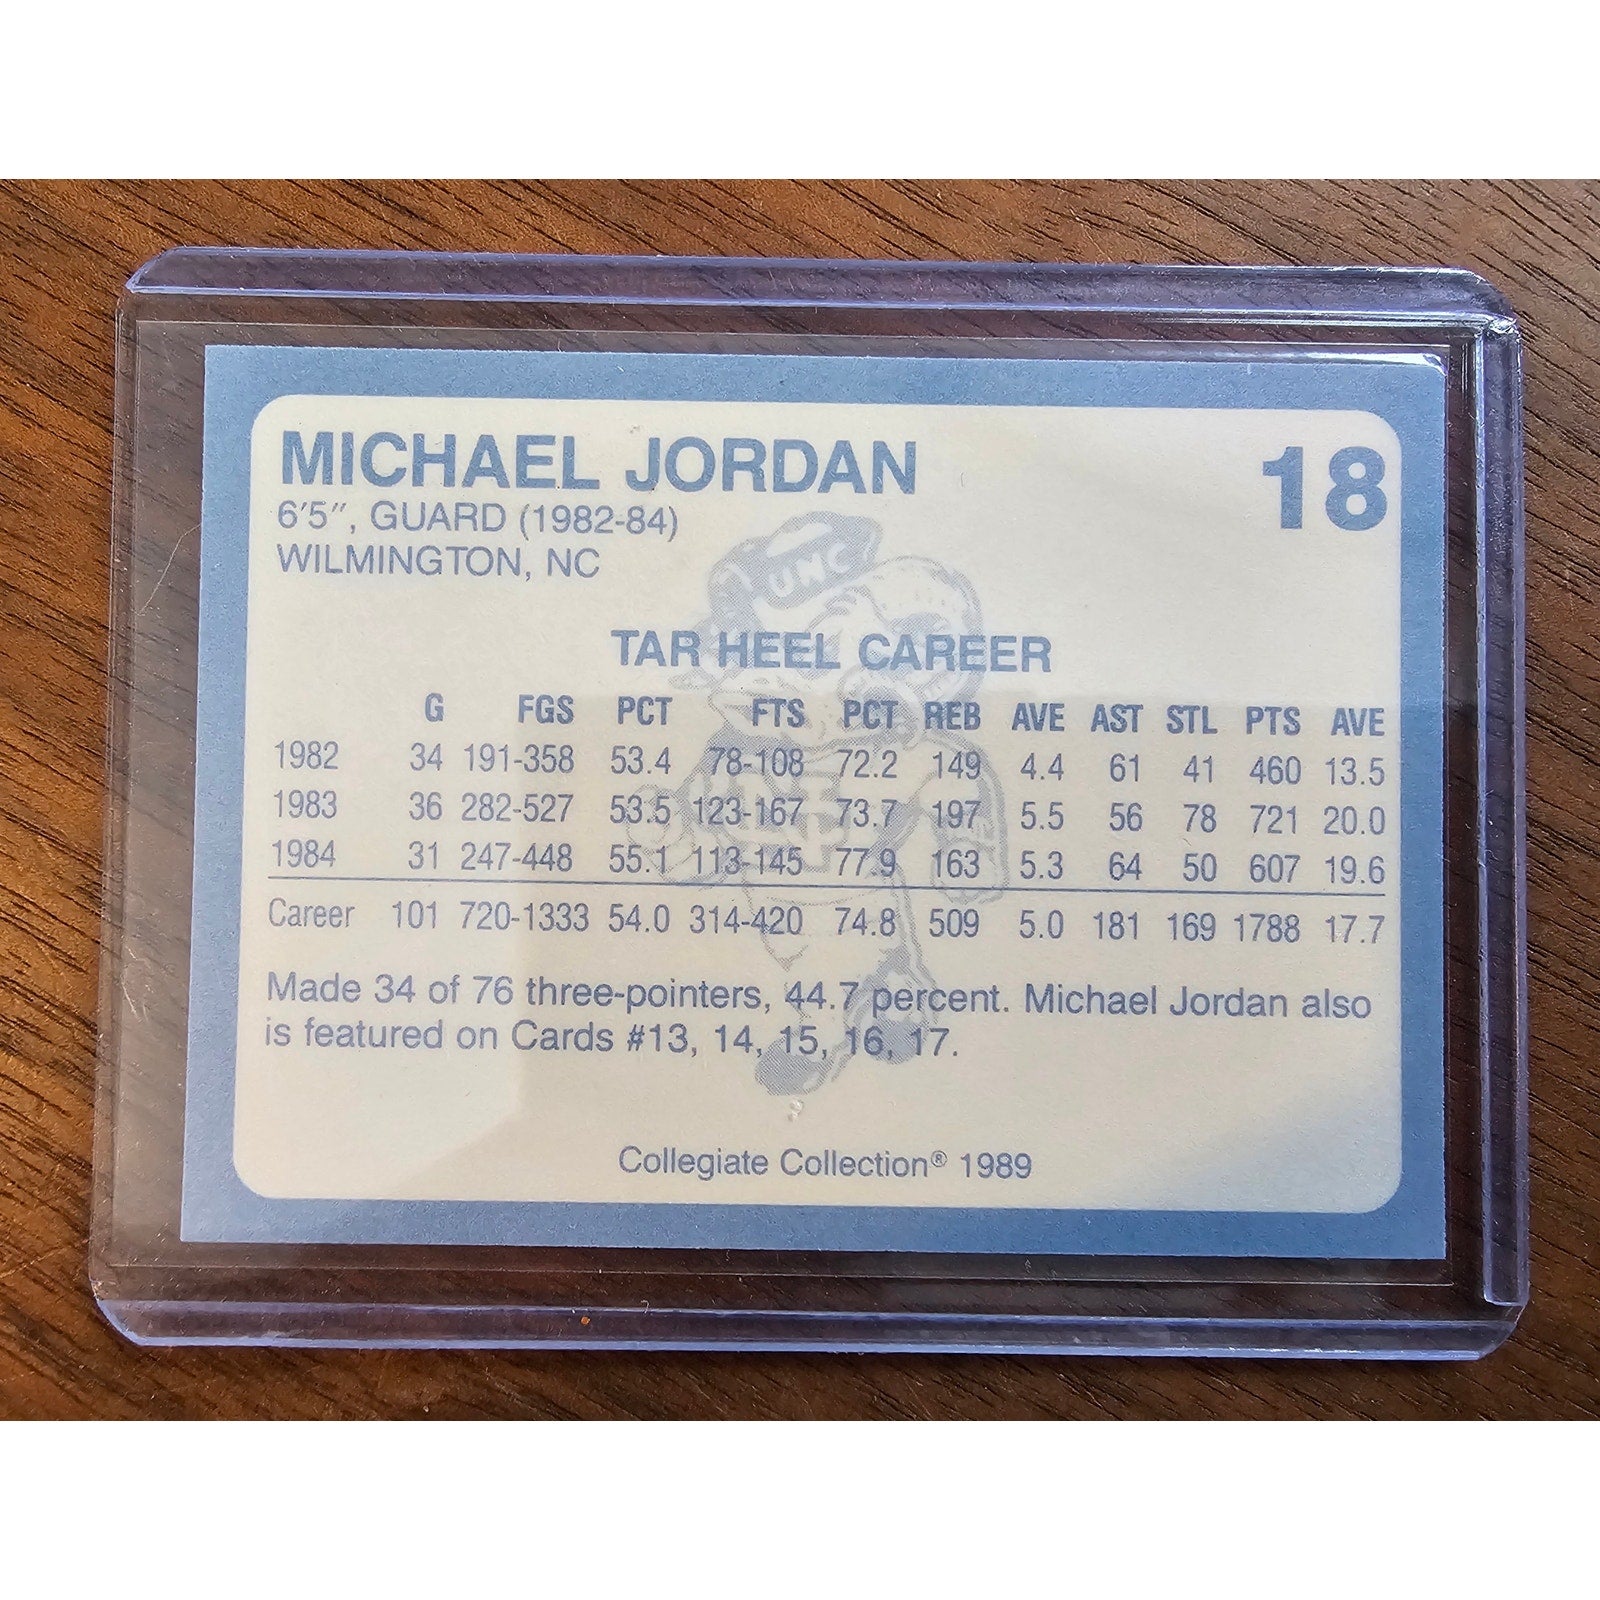 MICHAEL JORDAN 18
6'5", GUARD (1982-84)
WILMINGTON, NC
UNC
TAR HEEL CAREER
G FGS PCT FTS PCT REB AVE AST STL PTS AVE
1982 34 191-358 53.4 78-108 72.2 149 4.4 61 41 460 13.5
1983 36 282-527 53.5 123-167 73.7 197 5.5 56 78 721 20.0
1984 31 247-448 55.1 113-145 77.9 163 5.3 64 50 607 19.6
Career 101 720-1333 54.0 314-420 74.8 509 5.0 181 169 1788 17.7
Made 34 of 76 three-pointers, 44.7 percent. Michael Jordan also
is featured on Cards #13, 14, 15, 16, 17.
Collegiate Collection® 1989